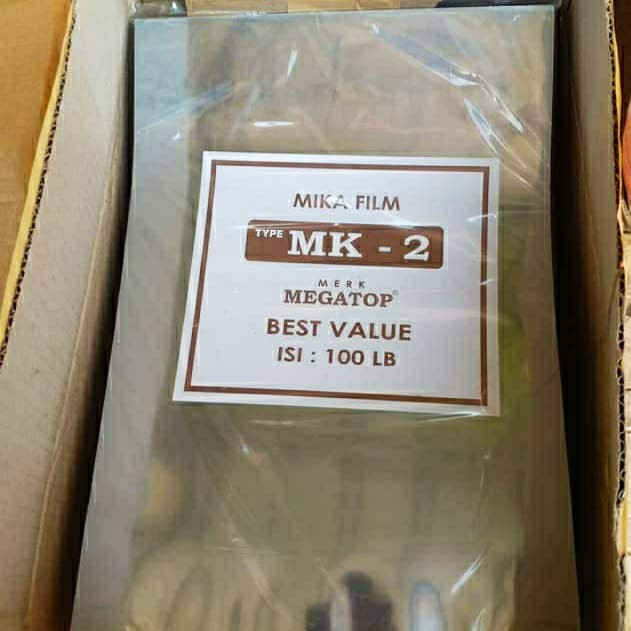 MIKA FILM
TYPE MK - 2
MERK
MEGATOP®
BEST VALUE
ISI : 100 LB